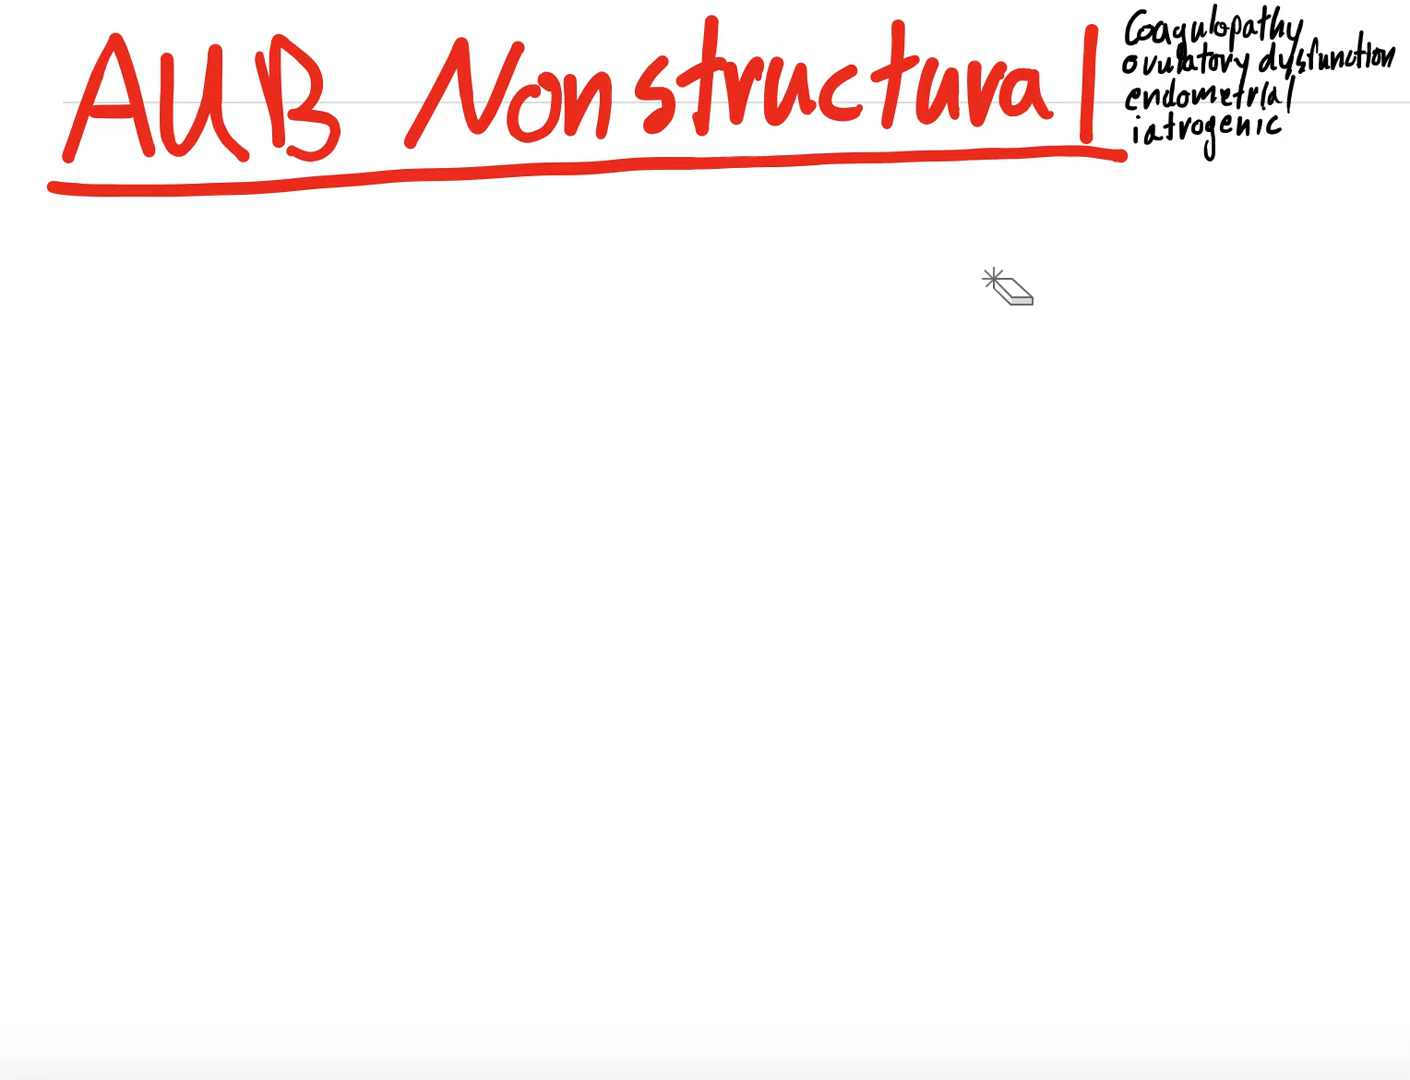 AUB Nonstructural
Coagulopathy
ovulatory dysfunction
endometrial
iatrogenic